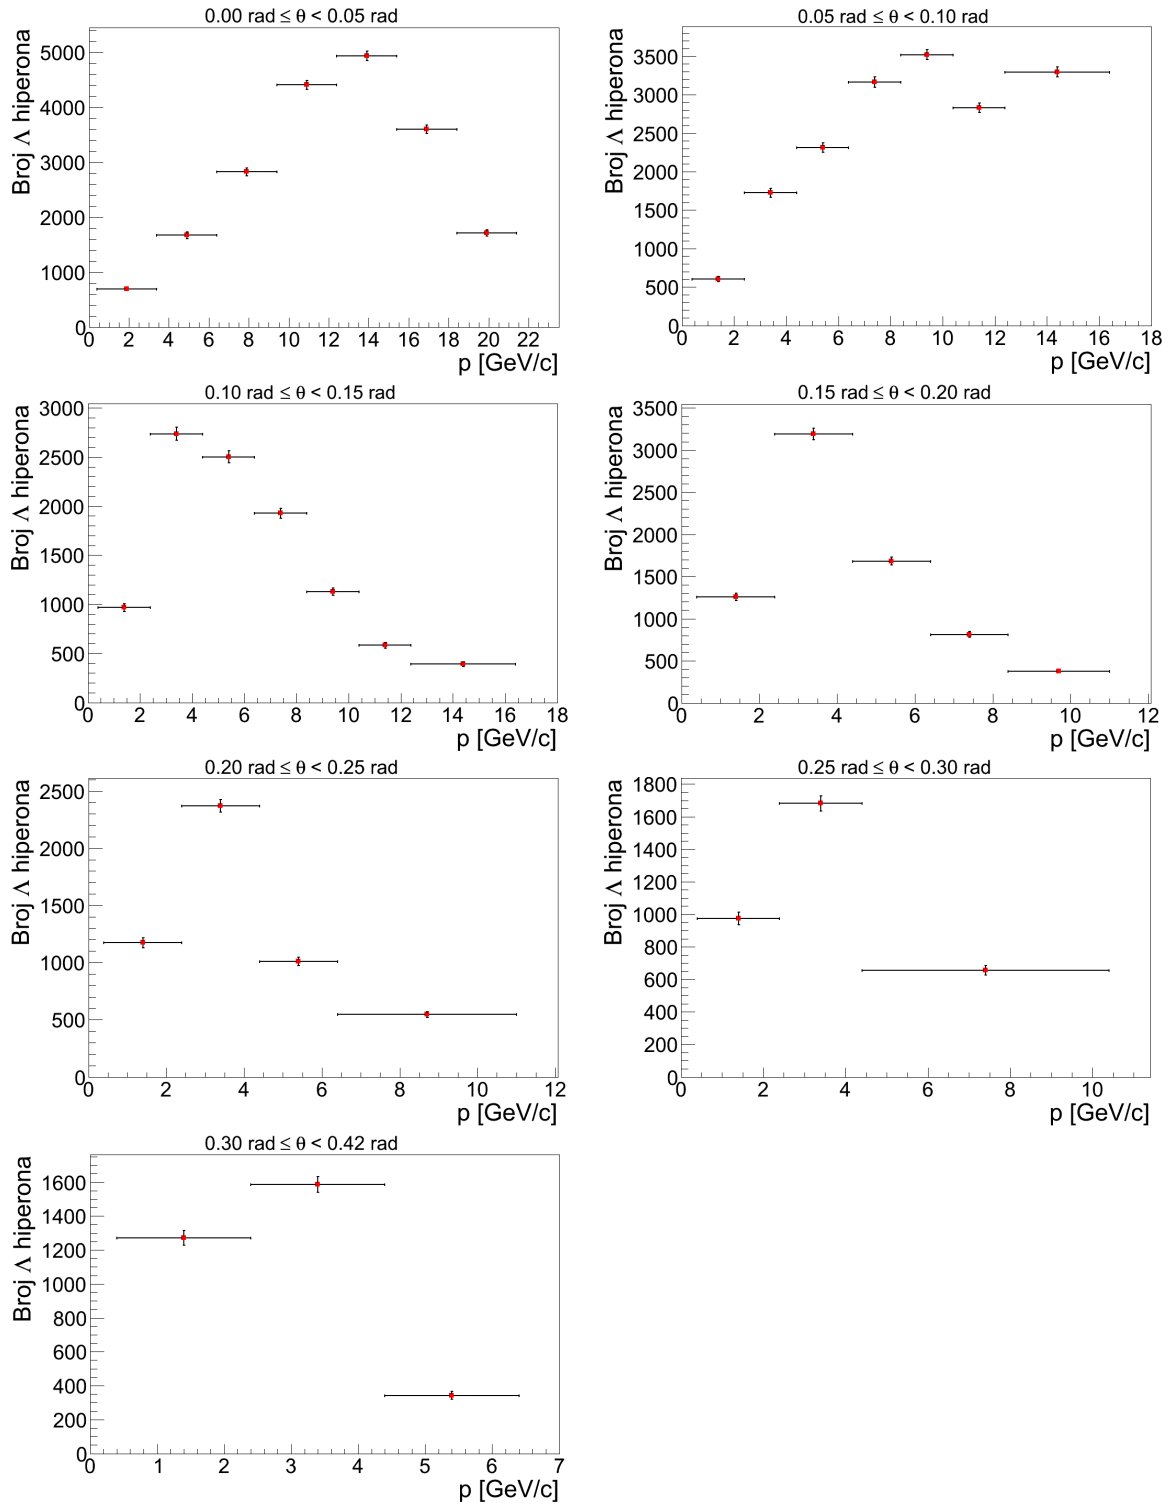 0.00 rad ≤ θ < 0.05 rad
Broj Λ hiperona
5000
4000
3000
2000
1000
0
0 2 4 6 8 10 12 14 16 18 20 22
p [GeV/c]
0.05 rad ≤ θ < 0.10 rad
Broj Λ hiperona
3500
3000
2500
2000
1500
1000
500
0
0 2 4 6 8 10 12 14 16 18
p [GeV/c]
0.10 rad ≤ θ < 0.15 rad
Broj Λ hiperona
3000
2500
2000
1500
1000
500
0
0 2 4 6 8 10 12 14 16 18
p [GeV/c]
0.15 rad ≤ θ < 0.20 rad
Broj Λ hiperona
3500
3000
2500
2000
1500
1000
500
0
0 2 4 6 8 10 12
p [GeV/c]
0.20 rad ≤ θ < 0.25 rad
Broj Λ hiperona
2500
2000
1500
1000
500
0
0 2 4 6 8 10 12
p [GeV/c]
0.25 rad ≤ θ < 0.30 rad
Broj Λ hiperona
1800
1600
1400
1200
1000
800
600
400
200
0
0 2 4 6 8 10
p [GeV/c]
0.30 rad ≤ θ < 0.42 rad
Broj Λ hiperona
1600
1400
1200
1000
800
600
400
200
0
0 1 2 3 4 5 6 7
p [GeV/c]